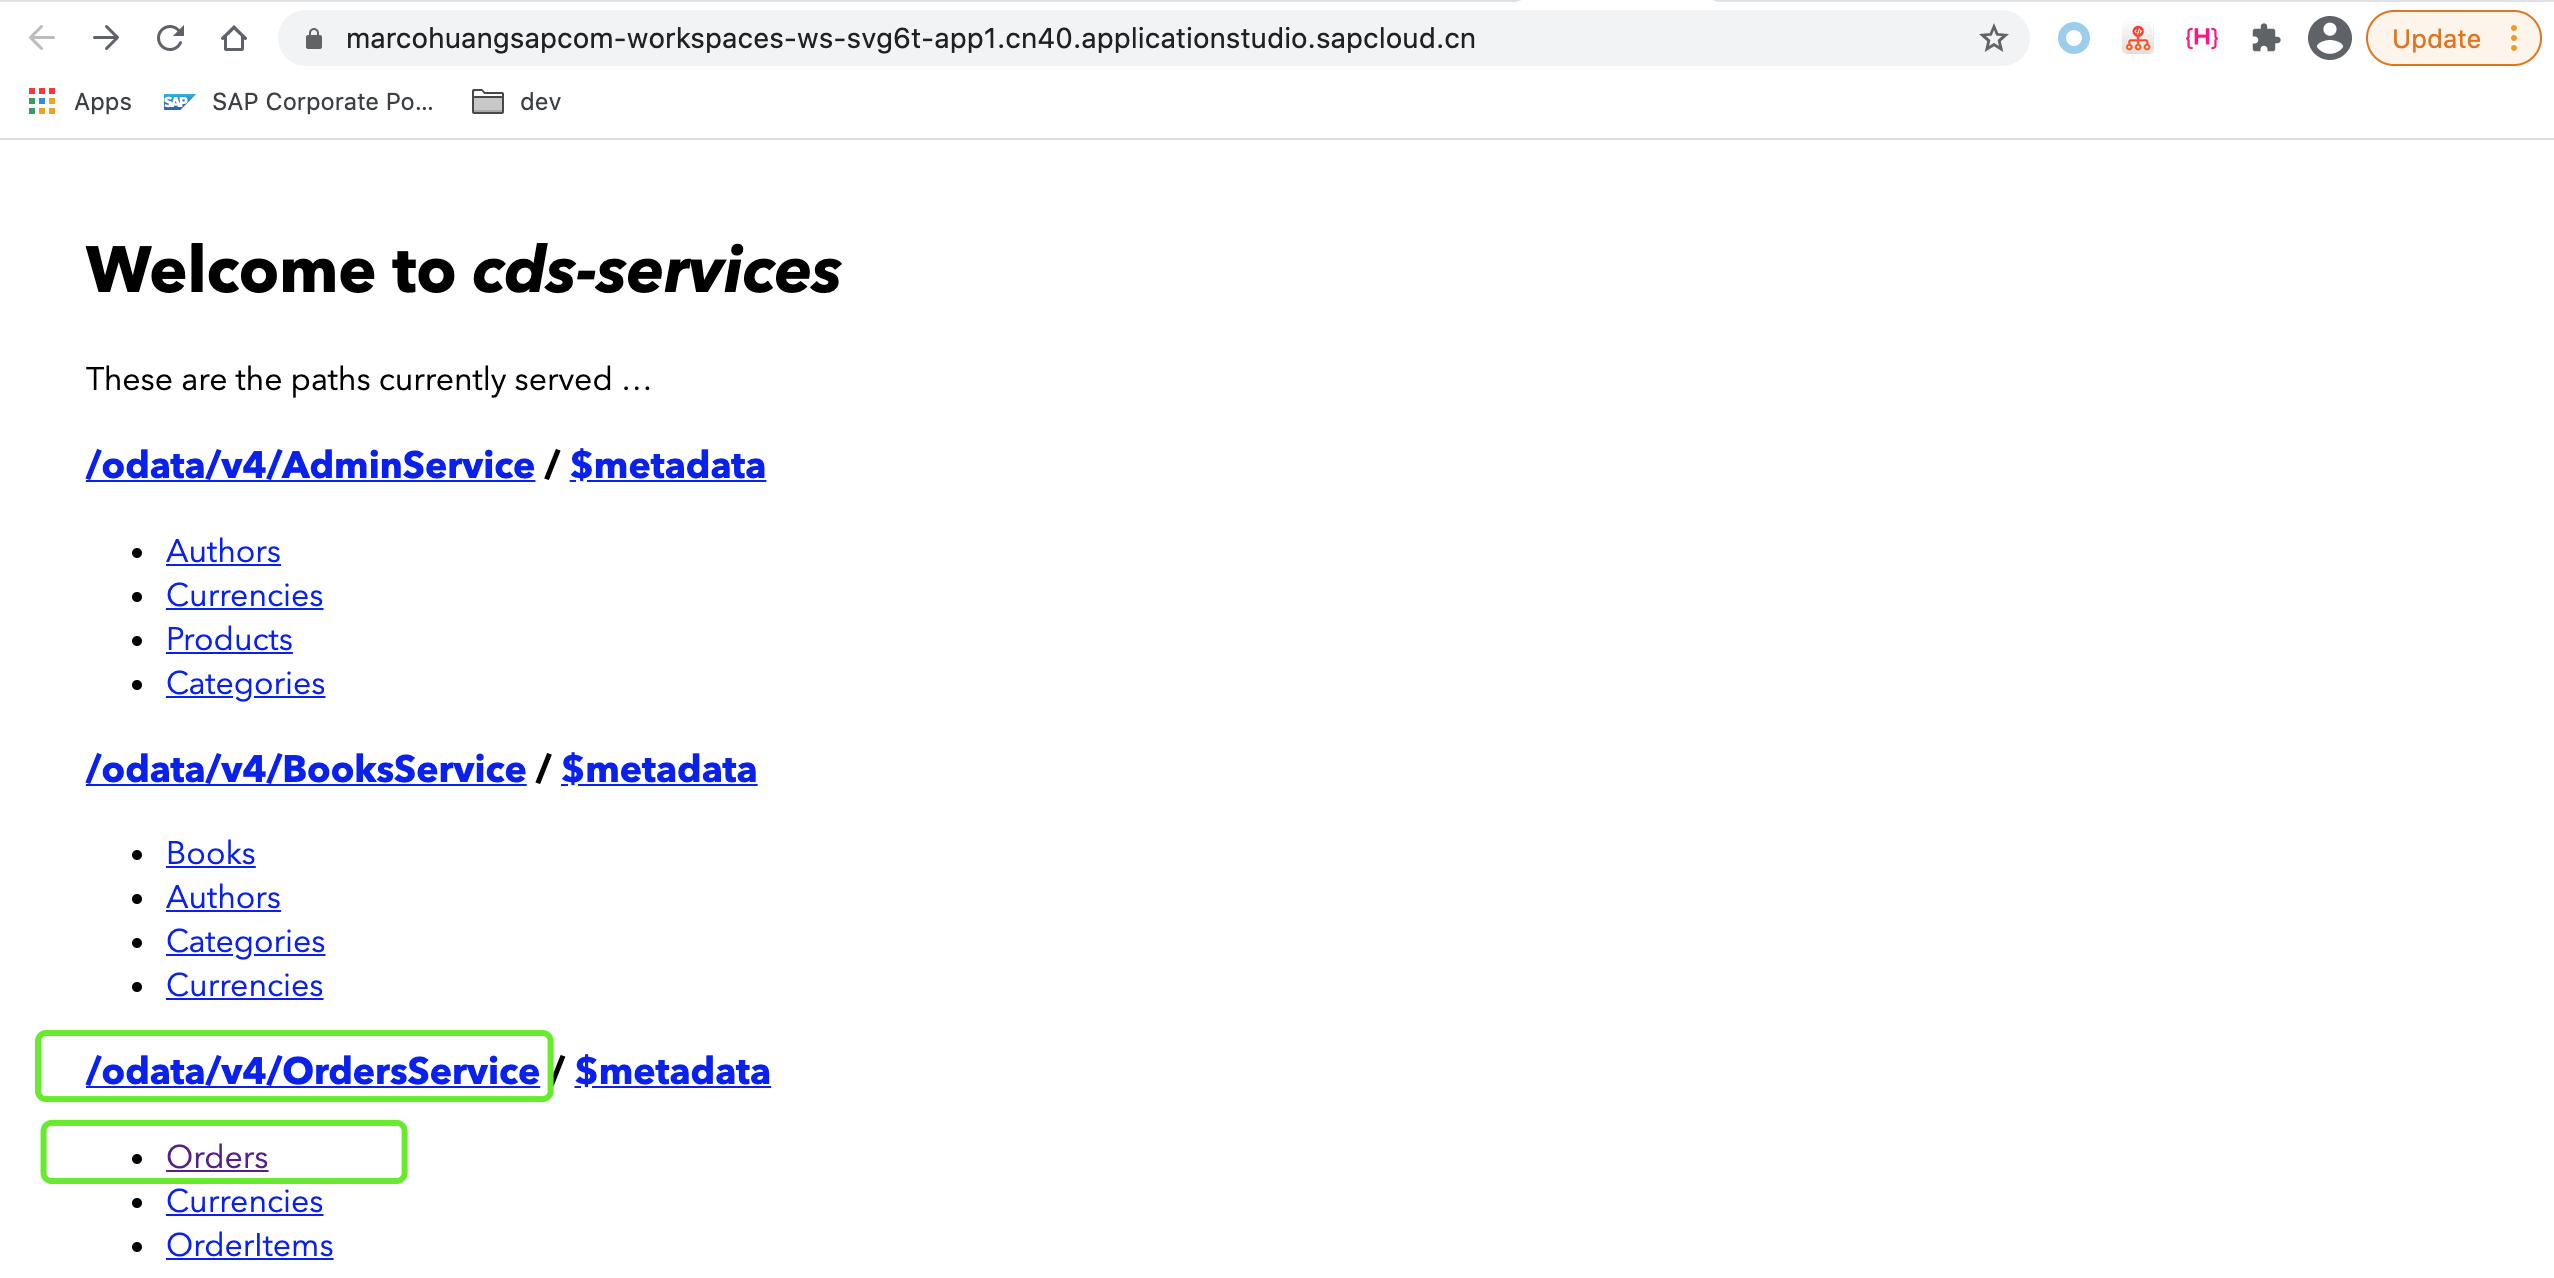 marcohuangsapcom-workspaces-ws-svg6t-app1.cn40.applicationstudio.sapcloud.cn
{H}
Update
Apps
SAP
SAP Corporate Po...
dev
Welcome to cds-services
These are the paths currently served …
/odata/v4/AdminService / $metadata
• Authors
• Currencies
• Products
• Categories
/odata/v4/BooksService / $metadata
• Books
• Authors
• Categories
• Currencies
/odata/v4/OrdersService / $metadata
• Orders
• Currencies
• OrderItems